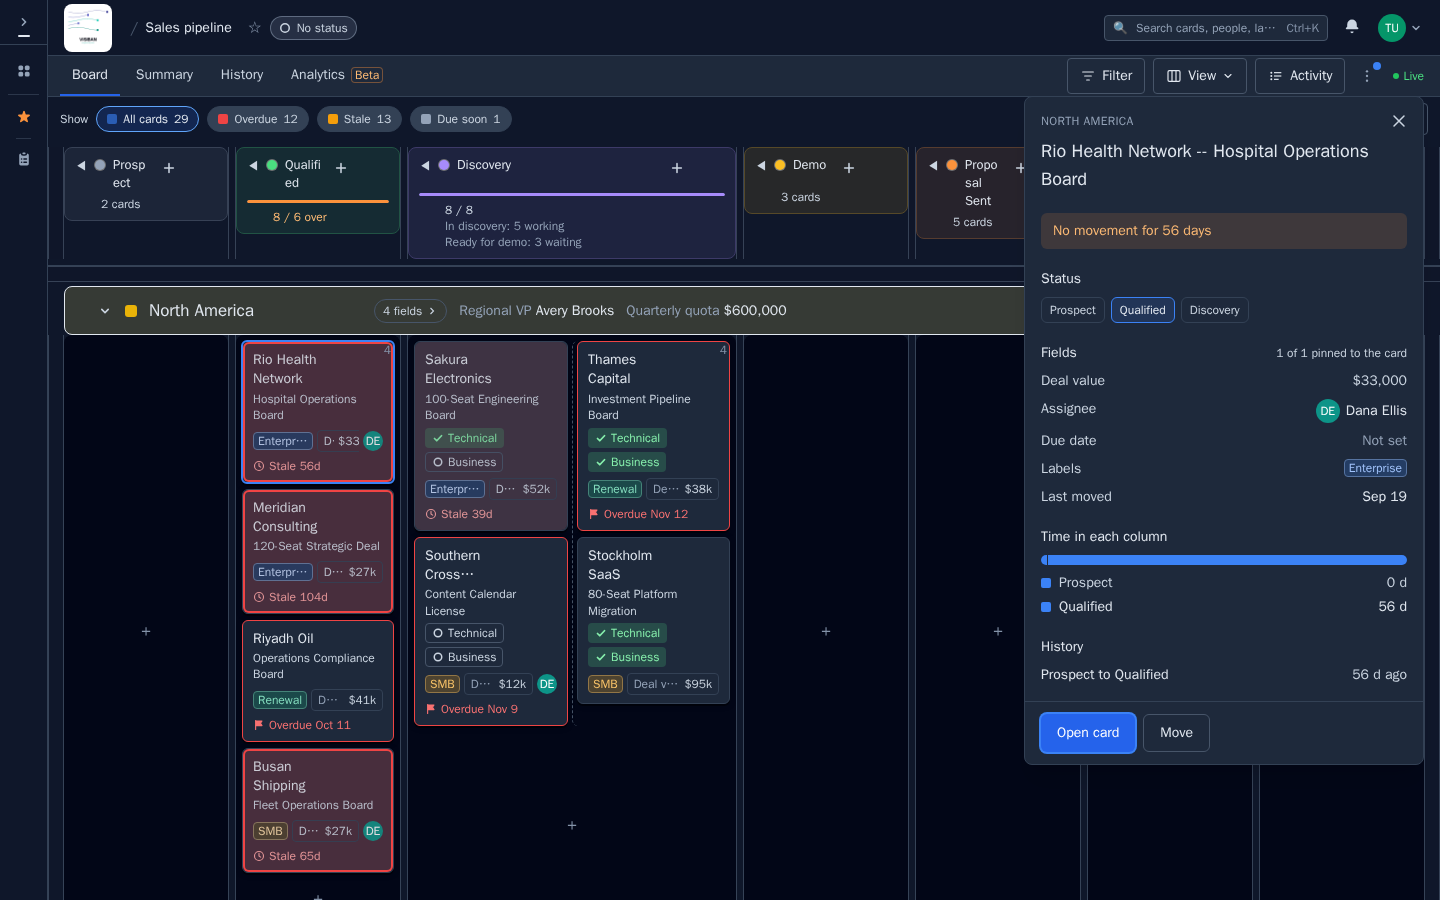 VISBAN
/ Sales pipeline
No status
Search cards, people, la··· Ctrl+K
TU
Board Summary History Analytics Beta
Filter View Activity Live
Show All cards 29 Overdue 12 Stale 13 Due soon 1
Prosp
ect
2 cards
Qualifi
ed
8 / 6 over
Discovery
8 / 8
In discovery: 5 working
Ready for demo: 3 waiting
Demo
3 cards
Propo
sal
Sent
5 cards
North America 4 fields Regional VP Avery Brooks Quarterly quota $600,000
4
Rio Health
Network
Hospital Operations
Board
Enterpr··· D· $33 DE
Stale 56d
Meridian
Consulting
120-Seat Strategic Deal
Enterpr··· D··· $27k
Stale 104d
Riyadh Oil
Operations Compliance
Board
Renewal D··· $41k
Overdue Oct 11
Busan
Shipping
Fleet Operations Board
SMB D··· $27k DE
Stale 65d
Sakura
Electronics
100-Seat Engineering
Board
Technical
Business
Enterpr··· D··· $52k
Stale 39d
Southern
Cross···
Content Calendar
License
Technical
Business
SMB D··· $12k DE
Overdue Nov 9
4
Thames
Capital
Investment Pipeline
Board
Technical
Business
Renewal De··· $38k
Overdue Nov 12
Stockholm
SaaS
80-Seat Platform
Migration
Technical
Business
SMB Deal v··· $95k
NORTH AMERICA
Rio Health Network -- Hospital Operations
Board
No movement for 56 days
Status
Prospect Qualified Discovery
Fields 1 of 1 pinned to the card
Deal value $33,000
Assignee DE Dana Ellis
Due date Not set
Labels Enterprise
Last moved Sep 19
Time in each column
Prospect 0 d
Qualified 56 d
History
Prospect to Qualified 56 d ago
Open card Move